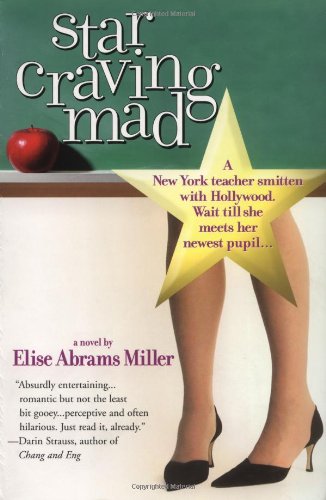 star
craving
mad
A
New York teacher smitten
with Hollywood.
Wait till she
meets her
newest pupil...
a novel by
Elise Abrams Miller
"Absurdly entertaining...
romantic but not the least
bit gooey...perceptive and often
hilarious. Just read it, already."
—Darin Strauss, author of
Chang and Eng
Copyrighted Material